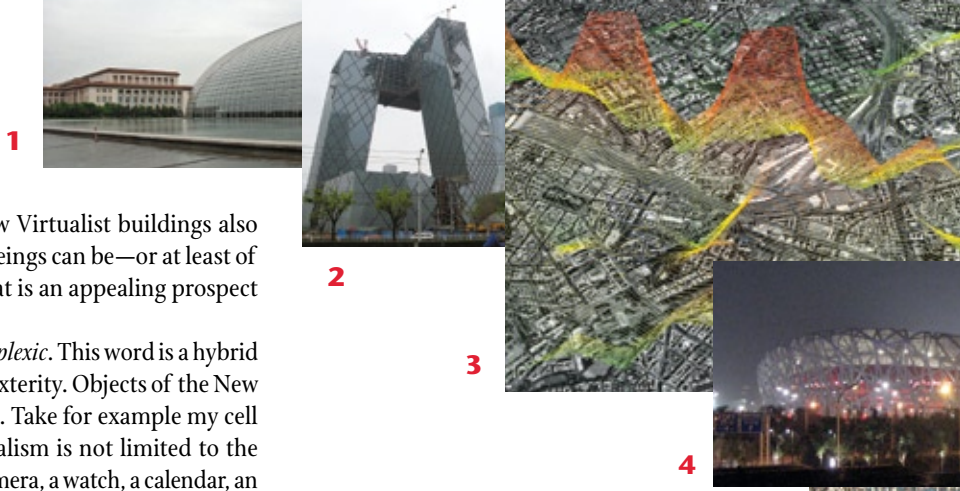 1
w Virtualist buildings also
eings can be—or at least of
at is an appealing prospect
plexic. This word is a hybrid
xterity. Objects of the New
. Take for example my cell
alism is not limited to the
mera, a watch, a calendar, an
2
3
4